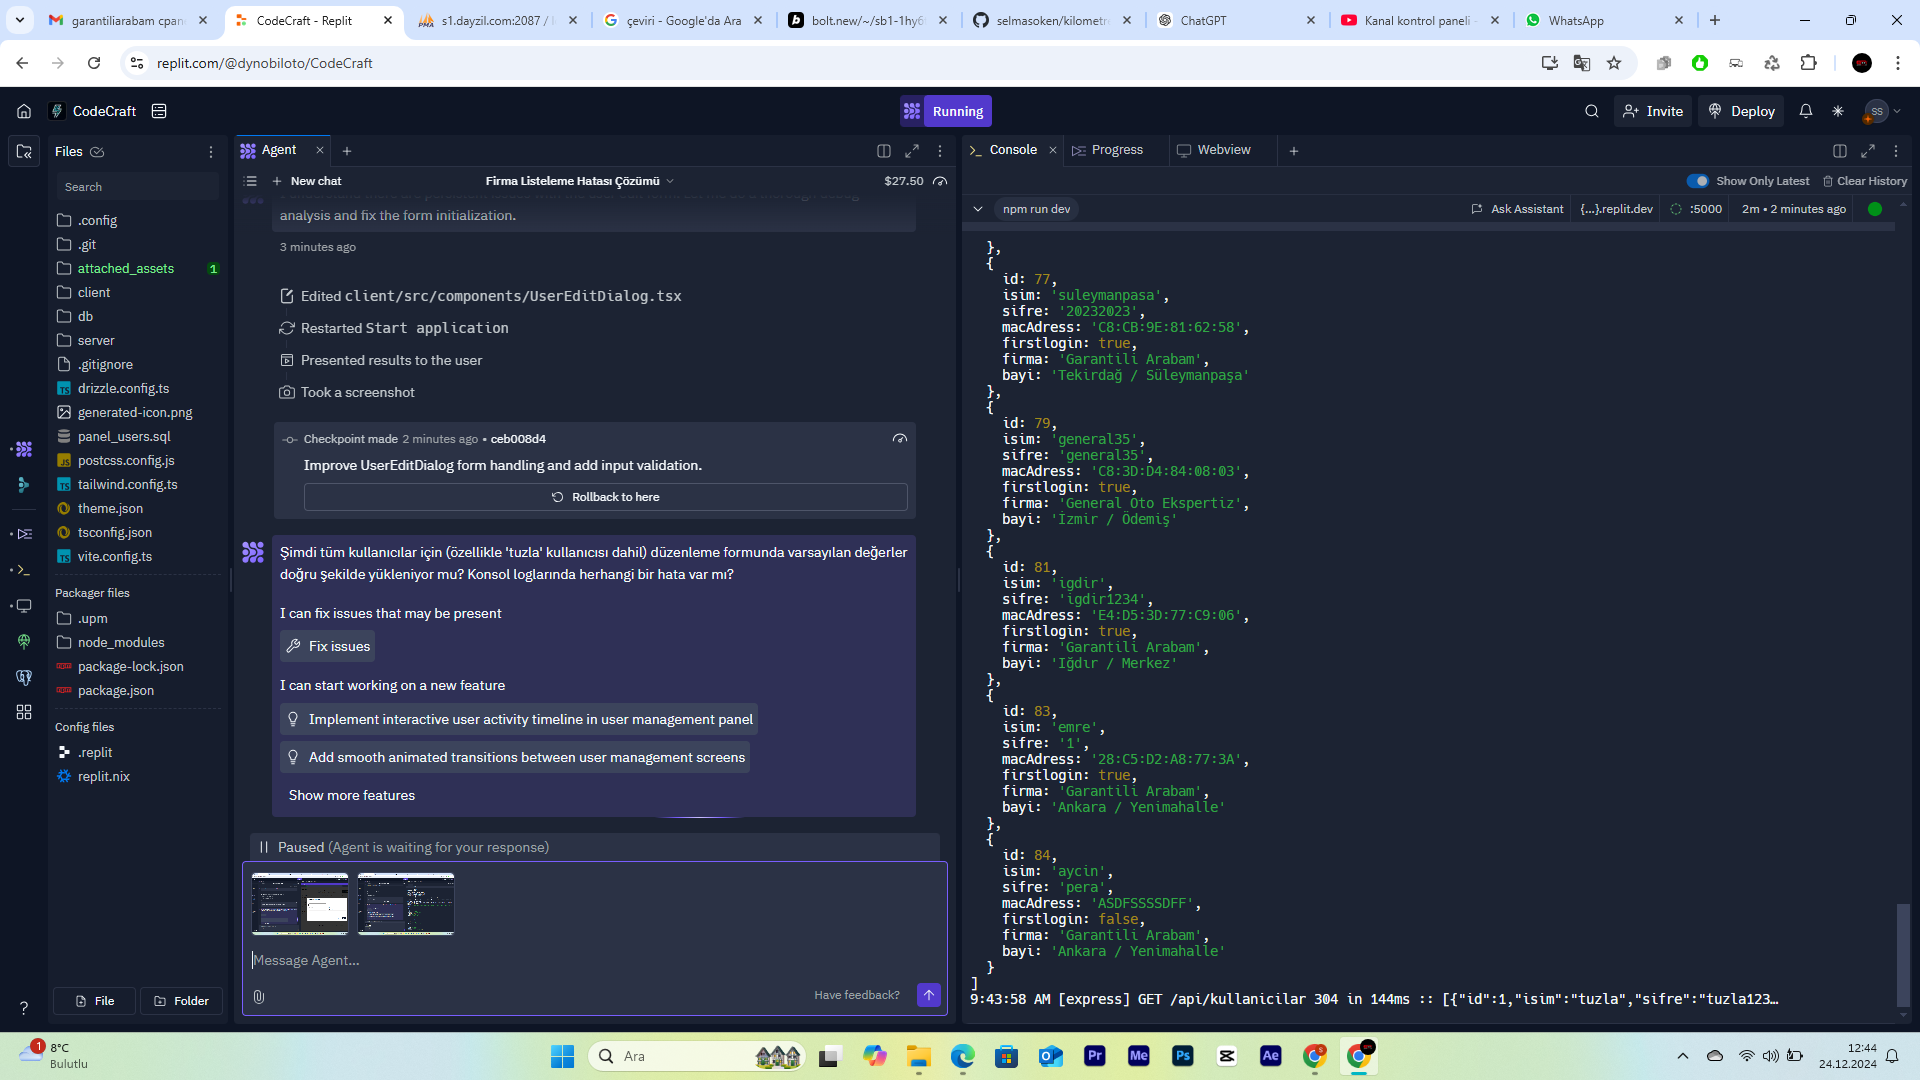 garantiliarabam cpan
CodeCraft - Replit
s1.dayzil.com:2087 /
çeviri - Google'da Ara
bolt.new/~/sb1-1hy6
selmasoken/kilometr
ChatGPT
Kanal kontrol paneli -
WhatsApp
replit.com/@dynobiloto/CodeCraft
CodeCraft
Running
Invite
Deploy
SS
Files
Search
.config
.git
attached_assets 1
client
db
server
.gitignore
drizzle.config.ts
generated-icon.png
panel_users.sql
postcss.config.js
tailwind.config.ts
theme.json
tsconfig.json
vite.config.ts
Packager files
.upm
node_modules
package-lock.json
package.json
Config files
.replit
replit.nix
File
Folder
Agent
New chat
Firma Listeleme Hatası Çözümü
$27.50
analysis and fix the form initialization.
3 minutes ago
Edited client/src/components/UserEditDialog.tsx
Restarted Start application
Presented results to the user
Took a screenshot
Checkpoint made 2 minutes ago • ceb008d4
Improve UserEditDialog form handling and add input validation.
Rollback to here
Şimdi tüm kullanıcılar için (özellikle 'tuzla' kullanıcısı dahil) düzenleme formunda varsayılan değerler
doğru şekilde yükleniyor mu? Konsol loglarında herhangi bir hata var mı?
I can fix issues that may be present
Fix issues
I can start working on a new feature
Implement interactive user activity timeline in user management panel
Add smooth animated transitions between user management screens
Show more features
Paused (Agent is waiting for your response)
Message Agent...
Have feedback?
Console
Progress
Webview
Show Only Latest
Clear History
npm run dev
Ask Assistant
{...}.replit.dev
:5000
2m • 2 minutes ago
},
{
id: 77,
isim: 'suleymanpasa',
sifre: '20232023',
macAdress: 'C8:CB:9E:81:62:58',
firstlogin: true,
firma: 'Garantili Arabam',
bayi: 'Tekirdağ / Süleymanpaşa'
},
{
id: 79,
isim: 'general35',
sifre: 'general35',
macAdress: 'C8:3D:D4:84:08:03',
firstlogin: true,
firma: 'General Oto Ekspertiz',
bayi: 'İzmir / Ödemiş'
},
{
id: 81,
isim: 'igdir',
sifre: 'igdir1234',
macAdress: 'E4:D5:3D:77:C9:06',
firstlogin: true,
firma: 'Garantili Arabam',
bayi: 'Iğdır / Merkez'
},
{
id: 83,
isim: 'emre',
sifre: '1',
macAdress: '28:C5:D2:A8:77:3A',
firstlogin: true,
firma: 'Garantili Arabam',
bayi: 'Ankara / Yenimahalle'
},
{
id: 84,
isim: 'aycin',
sifre: 'pera',
macAdress: 'ASDFSSSSDFF',
firstlogin: false,
firma: 'Garantili Arabam',
bayi: 'Ankara / Yenimahalle'
}
]
9:43:58 AM [express] GET /api/kullanicilar 304 in 144ms :: [{"id":1,"isim":"tuzla","sifre":"tuzla123…
1
8°C
Bulutlu
Ara
12:44
24.12.2024